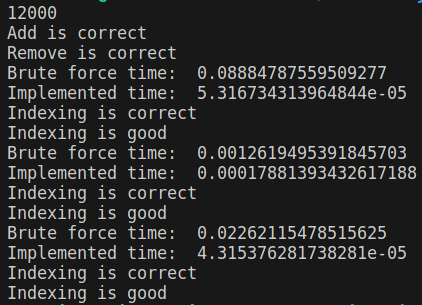 12000
Add is correct
Remove is correct
Brute force time:  0.08884787559509277
Implemented time:  5.316734313964844e-05
Indexing is correct
Indexing is good
Brute force time:  0.0012619495391845703
Implemented time:  0.00017881393432617188
Indexing is correct
Indexing is good
Brute force time:  0.02262115478515625
Implemented time:  4.315376281738281e-05
Indexing is correct
Indexing is good